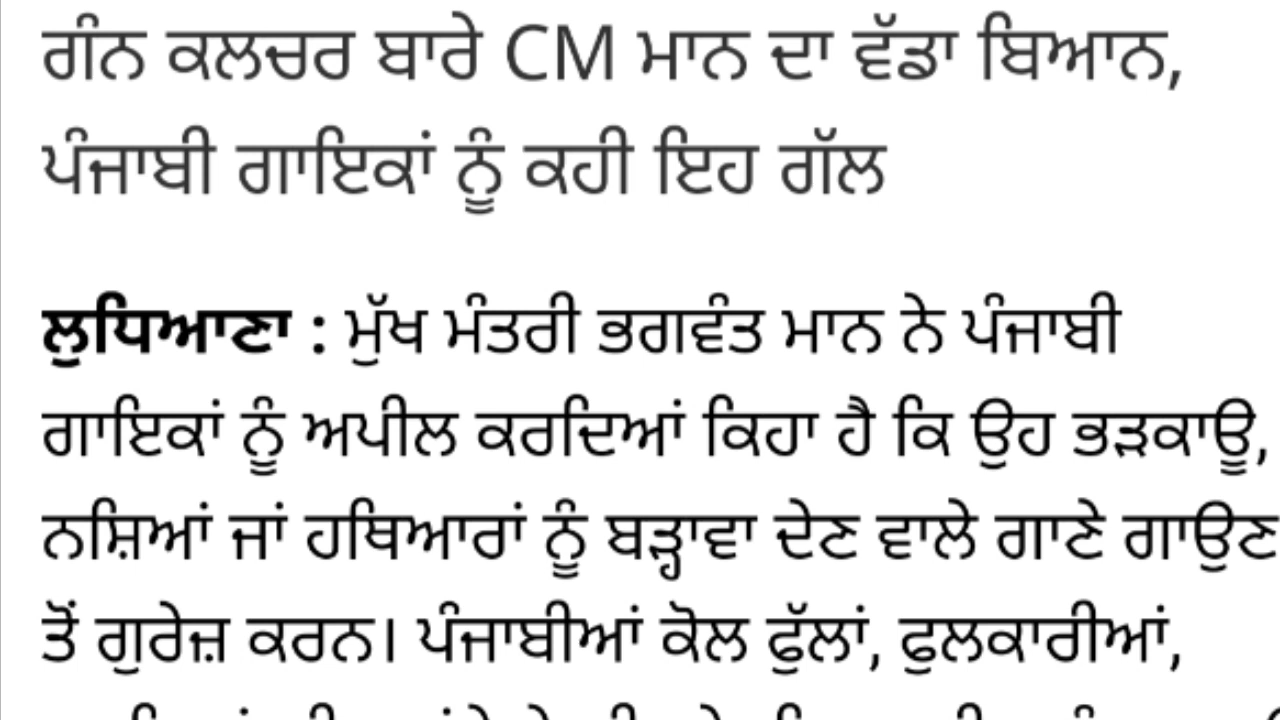 ਗੰਨ ਕਲਚਰ ਬਾਰੇ CM ਮਾਨ ਦਾ ਵੱਡਾ ਬਿਆਨ,
ਪੰਜਾਬੀ ਗਾਇਕਾਂ ਨੂੰ ਕਹੀ ਇਹ ਗੱਲ
ਲੁਧਿਆਣਾ : ਮੁੱਖ ਮੰਤਰੀ ਭਗਵੰਤ ਮਾਨ ਨੇ ਪੰਜਾਬੀ
ਗਾਇਕਾਂ ਨੂੰ ਅਪੀਲ ਕਰਦਿਆਂ ਕਿਹਾ ਹੈ ਕਿ ਉਹ ਭੜਕਾਊ,
ਨਸ਼ਿਆਂ ਜਾਂ ਹਥਿਆਰਾਂ ਨੂੰ ਬੜ੍ਹਾਵਾ ਦੇਣ ਵਾਲੇ ਗਾਣੇ ਗਾਉਣ
ਤੋਂ ਗੁਰੇਜ਼ ਕਰਨ। ਪੰਜਾਬੀਆਂ ਕੋਲ ਫੁੱਲਾਂ, ਫੁਲਕਾਰੀਆਂ,